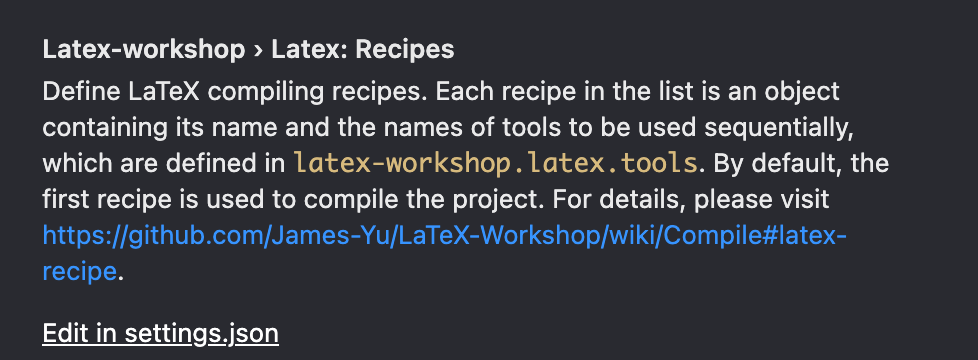 Latex-workshop › Latex: Recipes
Define LaTeX compiling recipes. Each recipe in the list is an object
containing its name and the names of tools to be used sequentially,
which are defined in latex-workshop.latex.tools. By default, the
first recipe is used to compile the project. For details, please visit
https://github.com/James-Yu/LaTeX-Workshop/wiki/Compile#latex-
recipe.
Edit in settings.json